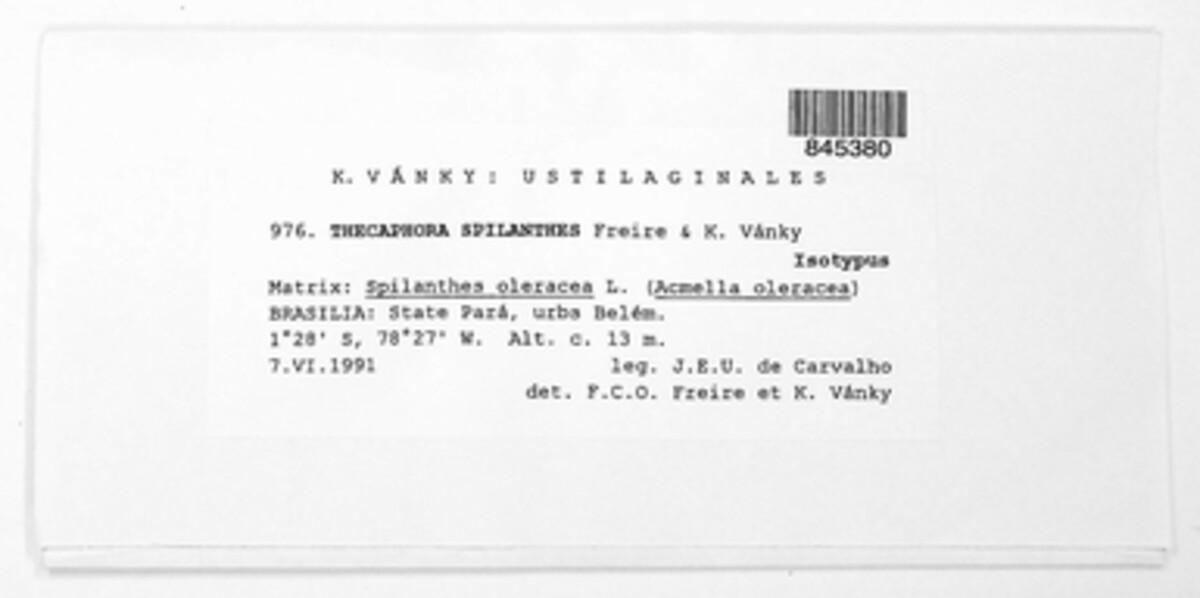 845380
K. VÁNKY: USTILAGINALES
976. THECAPHORA SPILANTHES Freire & K. Vánky
Isotypus
Matrix: Spilanthes oleracea L. (Acmella oleracea)
BRASILIA: State Pará, urbs Belém.
1°28' S, 78°27' W. Alt. c. 13 m.
7.VI.1991 leg. J.E.U. de Carvalho
det. F.C.O. Freire et K. Vánky